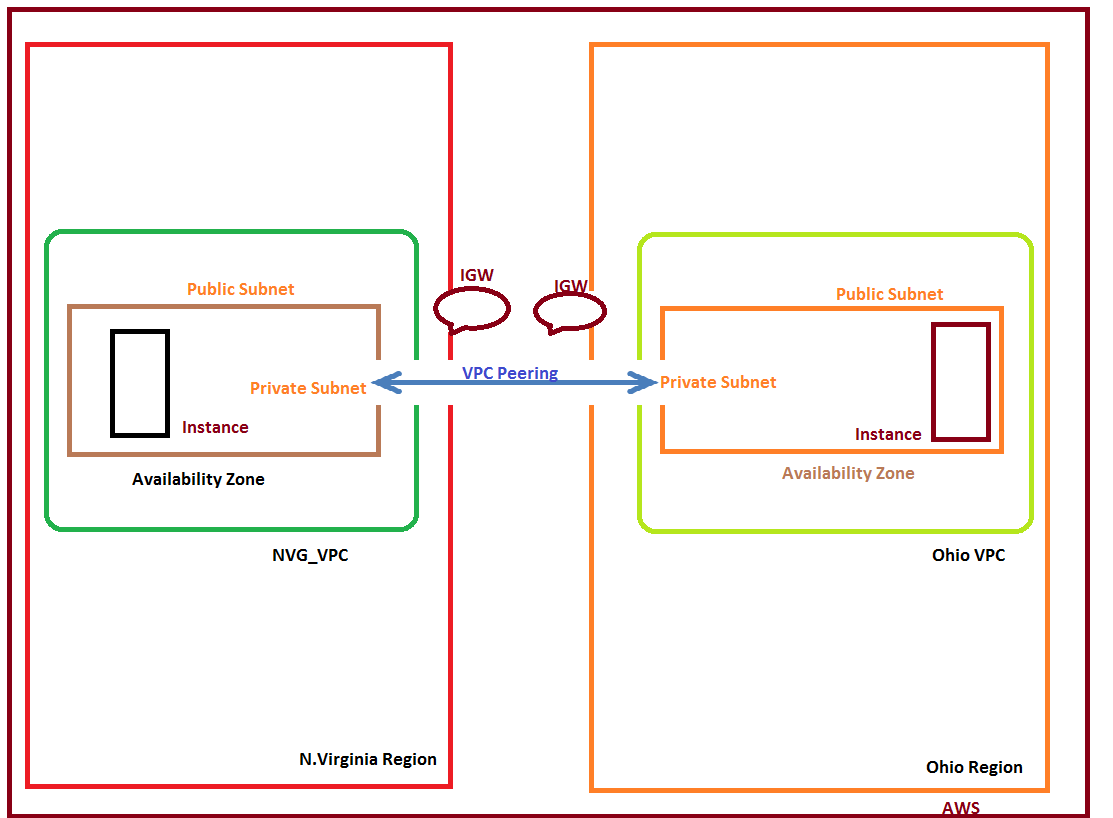 IGW
IGW
Public Subnet
Public Subnet
VPC Peering
Private Subnet
Private Subnet
Instance
Instance
Availability Zone
Availability Zone
NVG_VPC
Ohio VPC
N.Virginia Region
Ohio Region
AWS